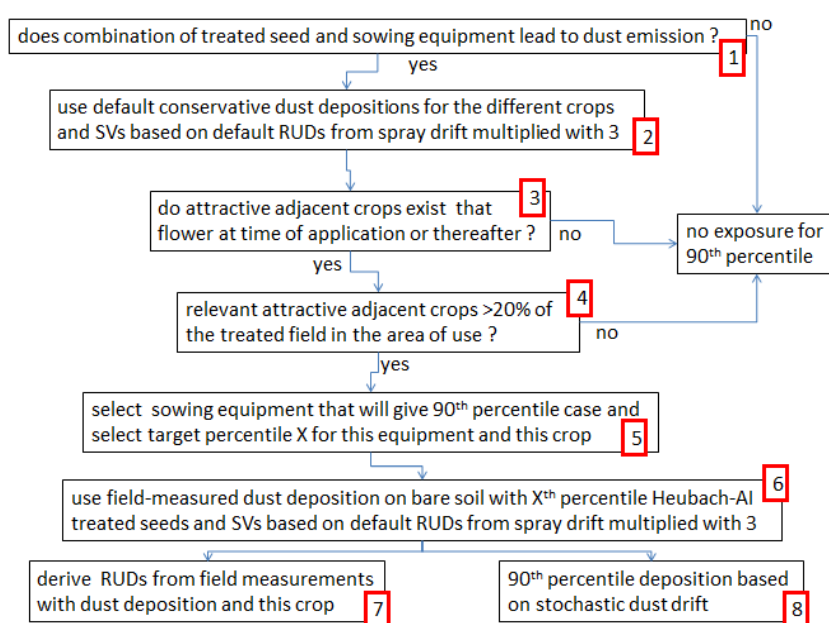 does combination of treated seed and sowing equipment lead to dust emission ?
no
1
yes
use default conservative dust depositions for the different crops
and SVs based on default RUDs from spray drift multiplied with 3
2
do attractive adjacent crops exist that
flower at time of application or thereafter ?
3
no
no exposure for
90th percentile
yes
relevant attractive adjacent crops >20% of
the treated field in the area of use ?
4
no
yes
select sowing equipment that will give 90th percentile case and
select target percentile X for this equipment and this crop
5
use field-measured dust deposition on bare soil with Xth percentile Heubach-AI
treated seeds and SVs based on default RUDs from spray drift multiplied with 3
6
derive RUDs from field measurements
with dust deposition and this crop
7
90th percentile deposition based
on stochastic dust drift
8